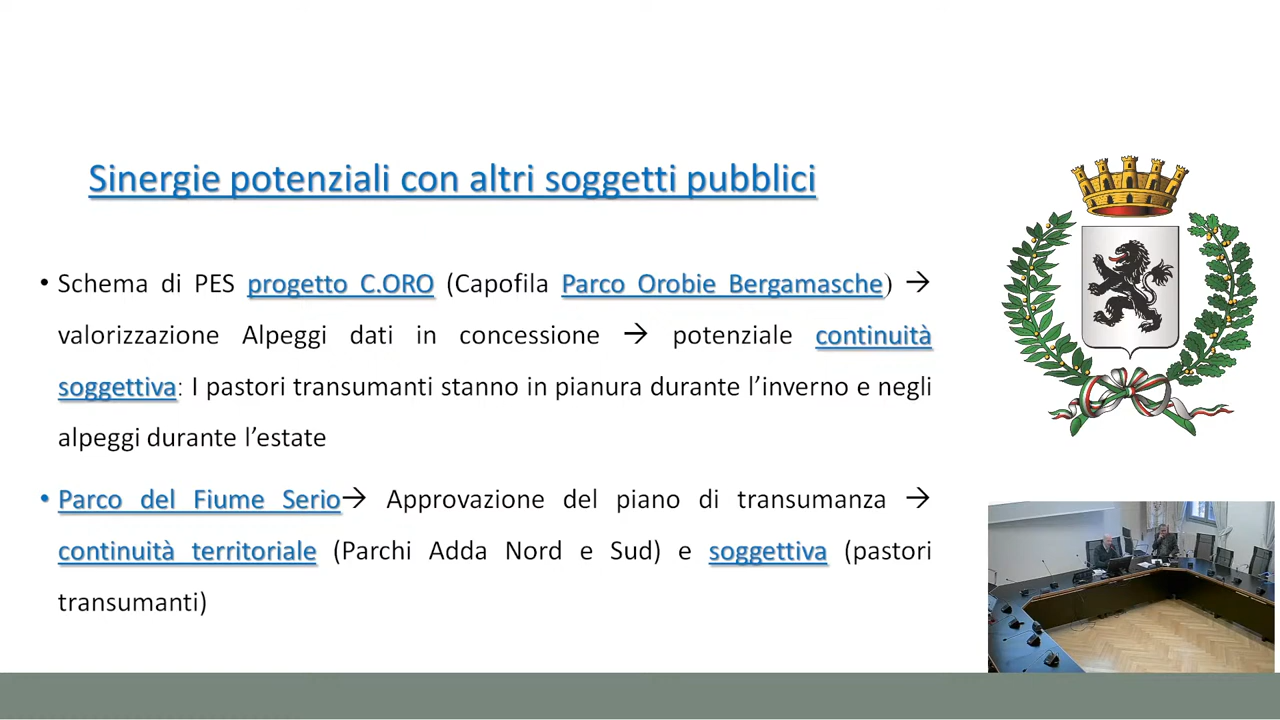 Sinergie potenziali con altri soggetti pubblici
• Schema di PES progetto C.ORO (Capofila Parco Orobie Bergamasche) →
valorizzazione Alpeggi dati in concessione → potenziale continuità
soggettiva: I pastori transumanti stanno in pianura durante l’inverno e negli
alpeggi durante l’estate
• Parco del Fiume Serio→ Approvazione del piano di transumanza →
continuità territoriale (Parchi Adda Nord e Sud) e soggettiva (pastori
transumanti)